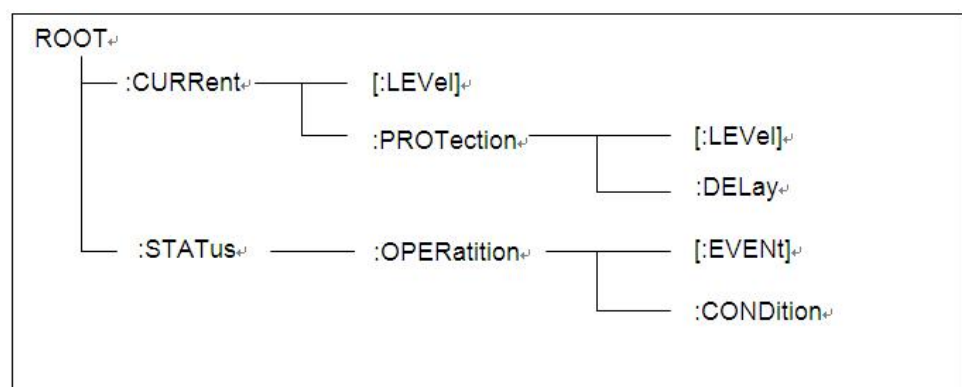 ROOT↵
:CURRent↵ [:LEVel]↵
:PROTection↵ [:LEVel]↵
:DELay↵
:STATus↵ :OPERatition↵ [:EVENt]↵
:CONDition↵